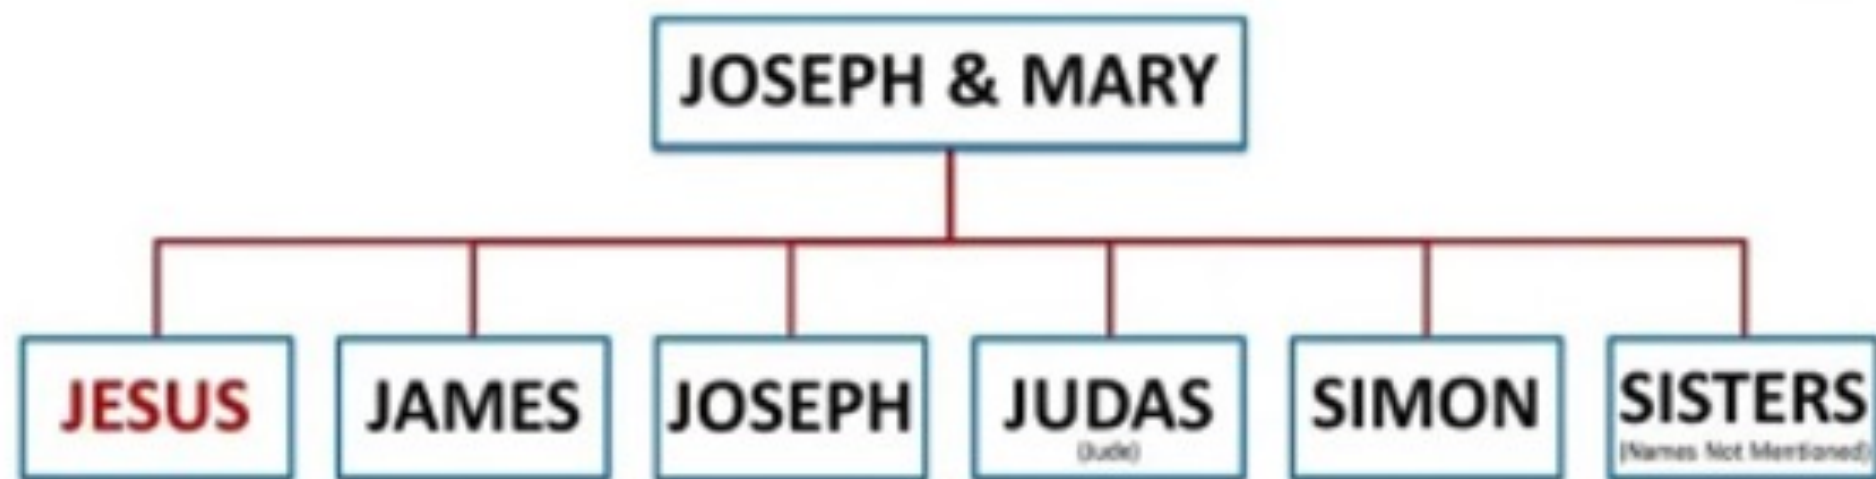 JOSEPH & MARY
JESUS
JAMES
JOSEPH
JUDAS
(Jude)
SIMON
SISTERS
(Names Not Mentioned)